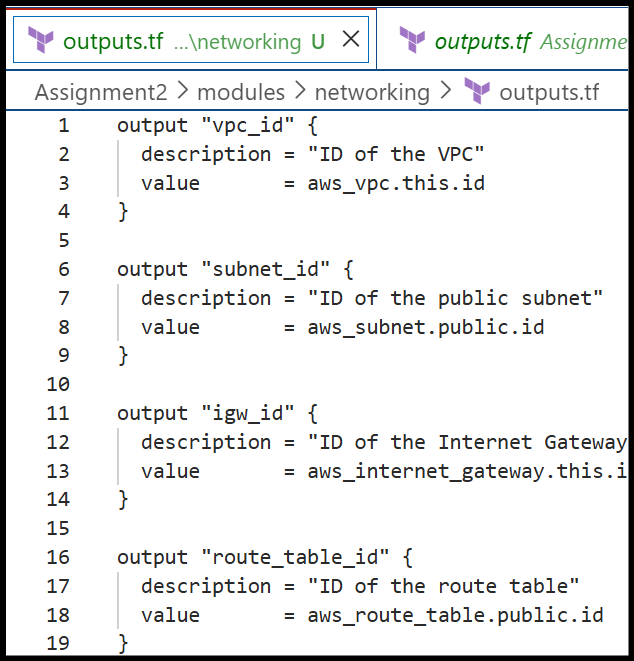 outputs.tf ...\networking U outputs.tf Assignme
Assignment2 > modules > networking > outputs.tf
1 output "vpc_id" {
2 description = "ID of the VPC"
3 value = aws_vpc.this.id
4 }
5
6 output "subnet_id" {
7 description = "ID of the public subnet"
8 value = aws_subnet.public.id
9 }
10
11 output "igw_id" {
12 description = "ID of the Internet Gateway
13 value = aws_internet_gateway.this.i
14 }
15
16 output "route_table_id" {
17 description = "ID of the route table"
18 value = aws_route_table.public.id
19 }